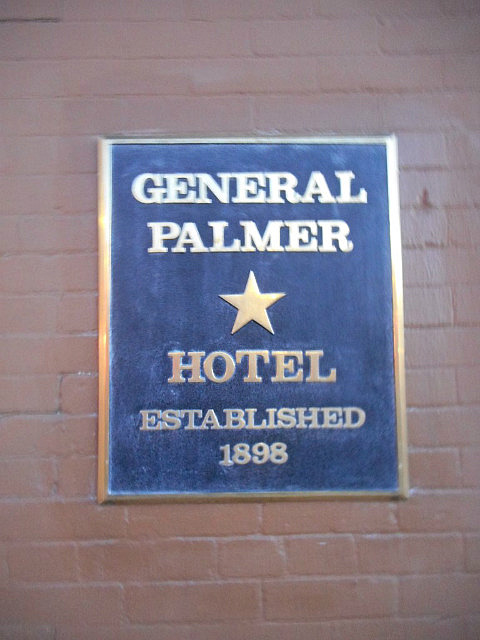 GENERAL
PALMER
HOTEL
ESTABLISHED
1898